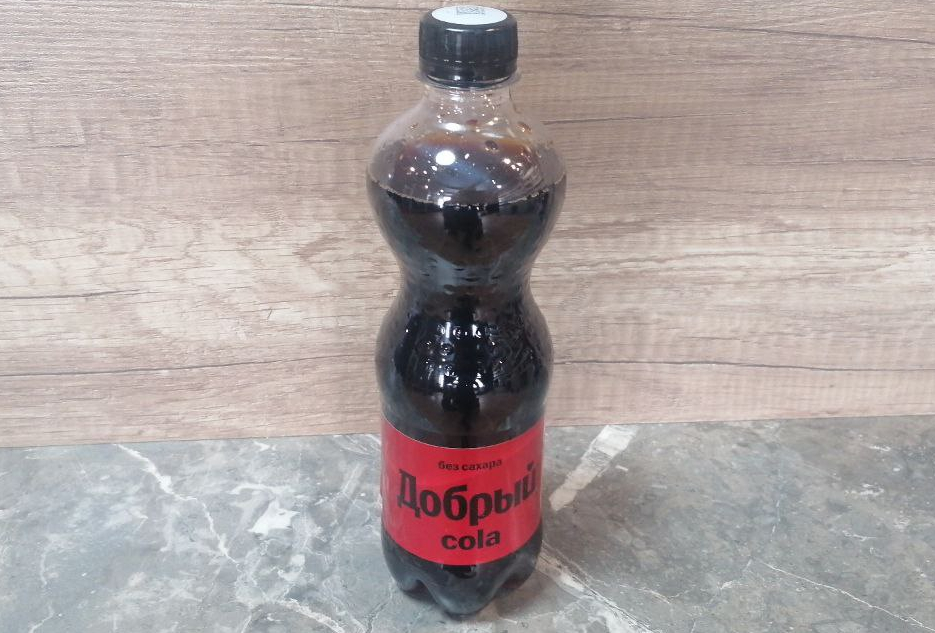 без сахара
Добрый
cola